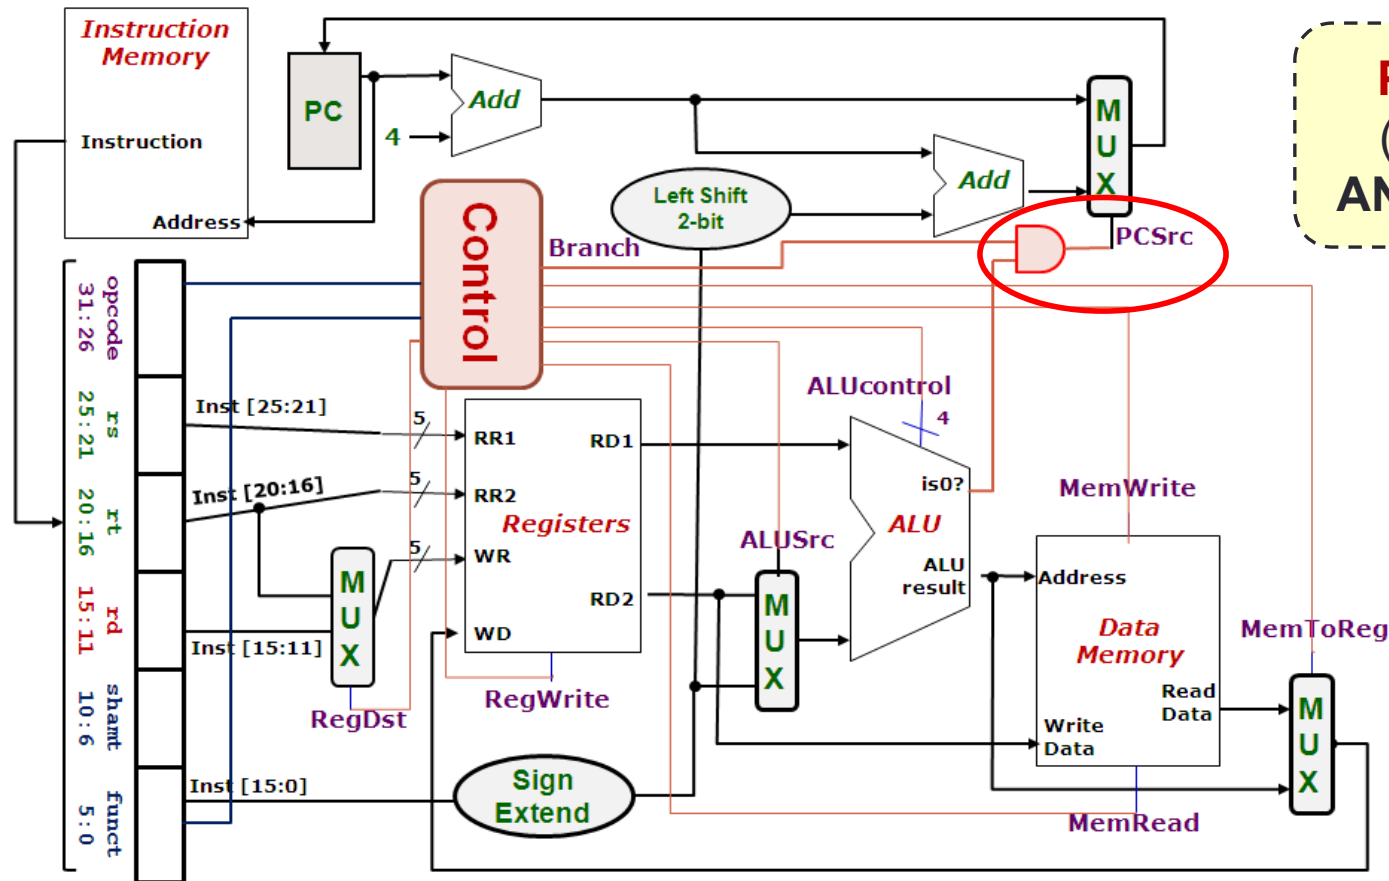 Instruction
Memory
Instruction
Address
PC
4
Add
Left Shift
2-bit
Add
M
U
X
PCSrc
AN
Control
Branch
opcode
31:26
rs
25:21
rt
20:16
rd
15:11
shamt
10:6
funct
5:0
Inst [25:21]
Inst [20:16]
Inst [15:11]
Inst [15:0]
5
5
5
M
U
X
RegDst
RR1
RR2
WR
WD
RD1
RD2
Registers
RegWrite
Sign
Extend
ALUSrc
M
U
X
ALUcontrol
4
is0?
ALU
ALU
result
MemWrite
Address
Data
Memory
Read
Data
Write
Data
MemRead
MemToReg
M
U
X